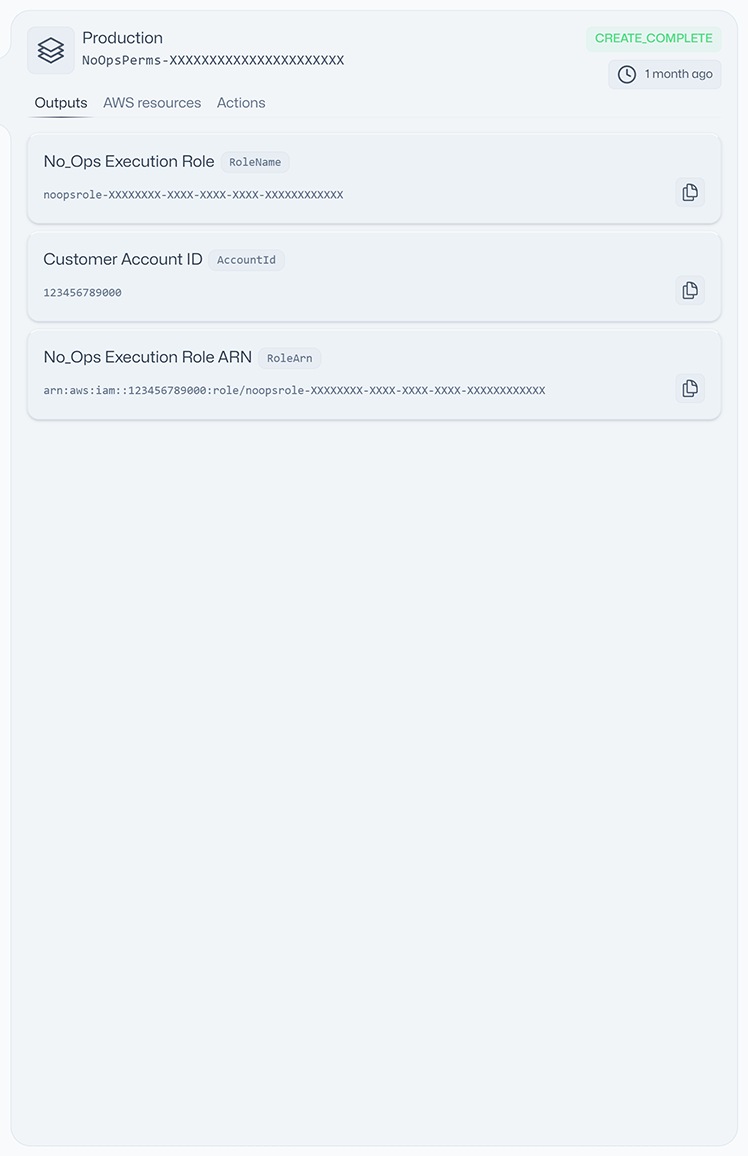 Production
NoOpsPerms-XXXXXXXXXXXXXXXXXXXXXX
CREATE_COMPLETE
1 month ago
Outputs AWS resources Actions
No_Ops Execution Role RoleName
noopsrole-XXXXXXXX-XXXX-XXXX-XXXX-XXXXXXXXXXXX
Customer Account ID AccountId
123456789000
No_Ops Execution Role ARN RoleArn
arn:aws:iam::123456789000:role/noopsrole-XXXXXXXX-XXXX-XXXX-XXXX-XXXXXXXXXXXX